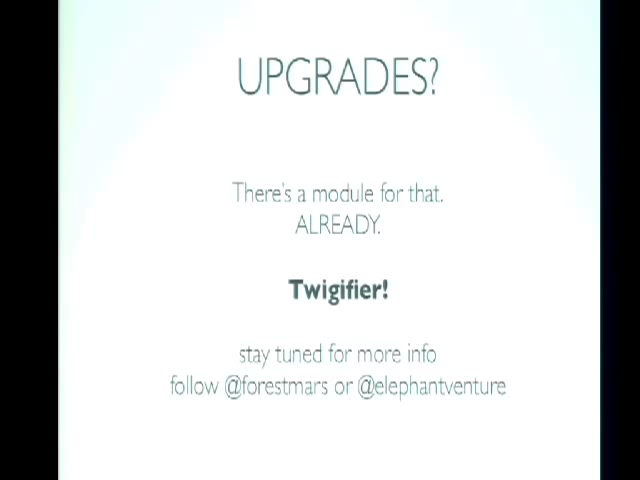 UPGRADES?
There's a module for that.
ALREADY.
Twigifier!
stay tuned for more info
follow @forestmars or @elephantventure